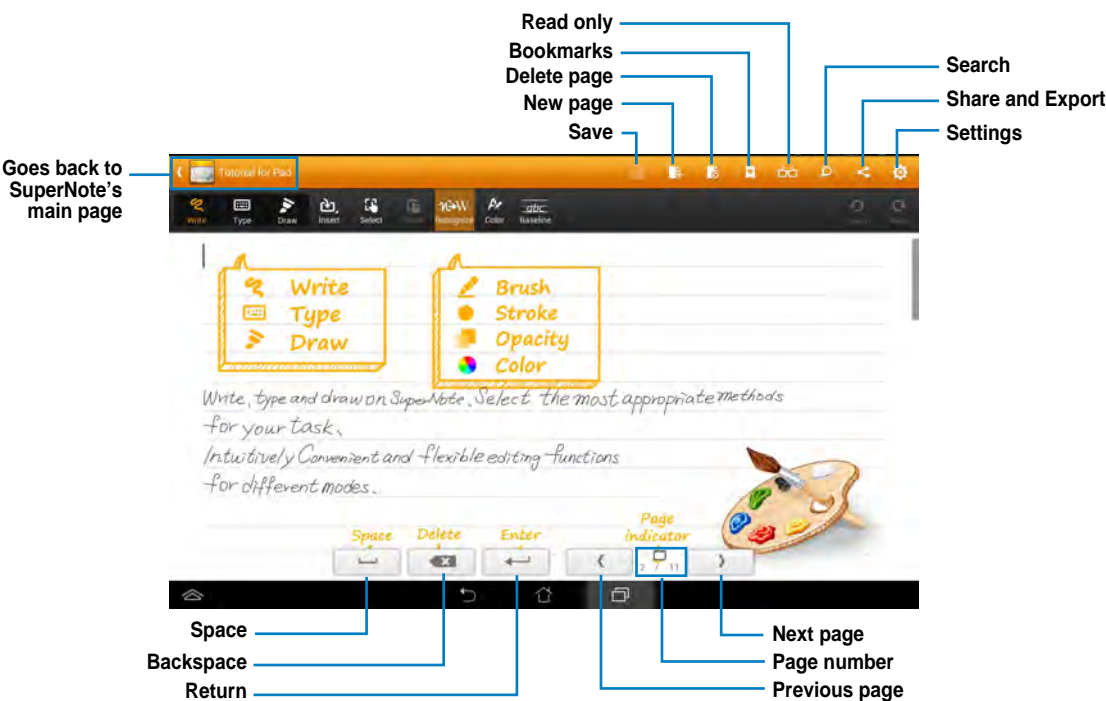 Read only
Bookmarks
Delete page
New page
Save
Search
Share and Export
Settings
Goes back to
SuperNote's
main page
Tutorial for Pad
Write
Type
Draw
Insert
Select
New
Recognize
Color
abc
Baseline
Write
Type
Draw
Brush
Stroke
Opacity
Color
Write, type and draw on SuperNote. Select the most appropriate methods
for your task.
Intuitively Convenient and flexible editing functions
for different modes.
Space
Delete
Enter
Page
indicator
2 / 11
Space
Backspace
Return
Next page
Page number
Previous page